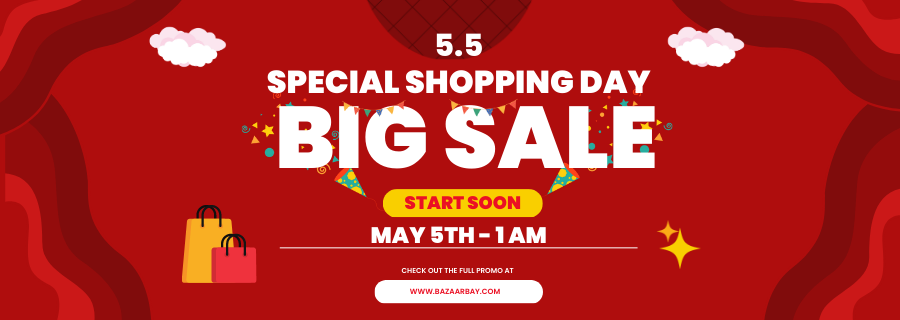 5.5
SPECIAL SHOPPING DAY
BIG SALE
START SOON
MAY 5TH - 1 AM
CHECK OUT THE FULL PROMO AT
WWW.BAZAARBAY.COM